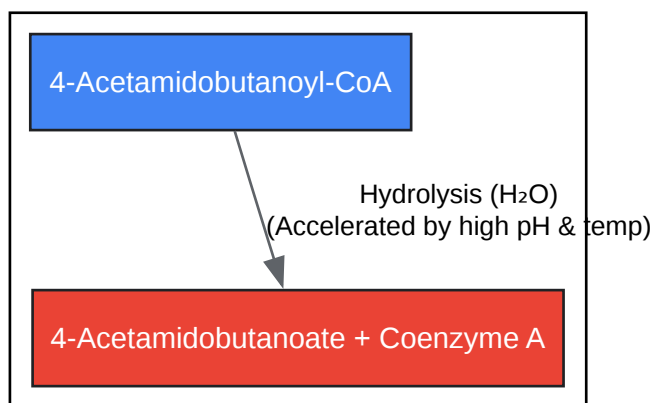 4-Acetamidobutanoyl-CoA
Hydrolysis (H₂O)
(Accelerated by high pH & temp)
4-Acetamidobutanoate + Coenzyme A